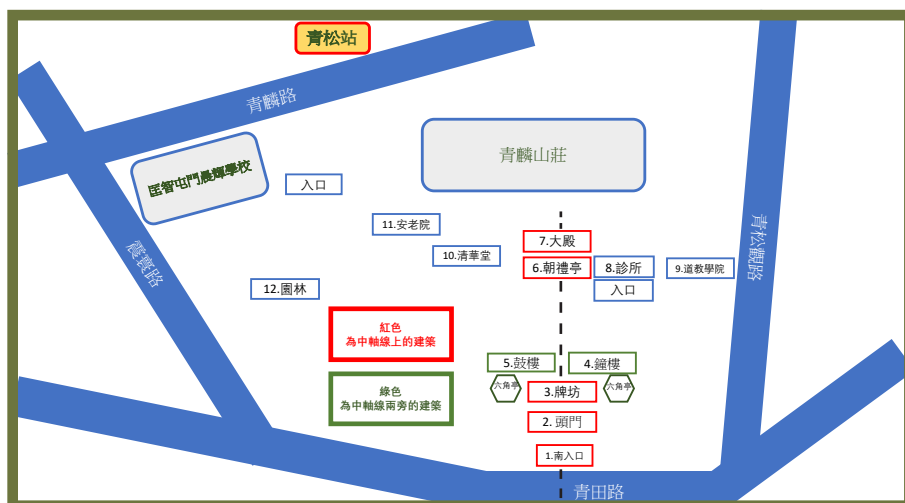 青松站
青麟路
青麟山莊
匡智屯門晨輝學校
入口
11.安老院
10.清華堂
7.大殿
6.朝禮亭
8.診所
9.道教學院
入口
青松觀路
震寰路
12.園林
紅色
為中軸線上的建築
綠色
為中軸線兩旁的建築
5.鼓樓
4.鐘樓
六角亭
六角亭
3.牌坊
2. 頭門
1.南入口
青田路